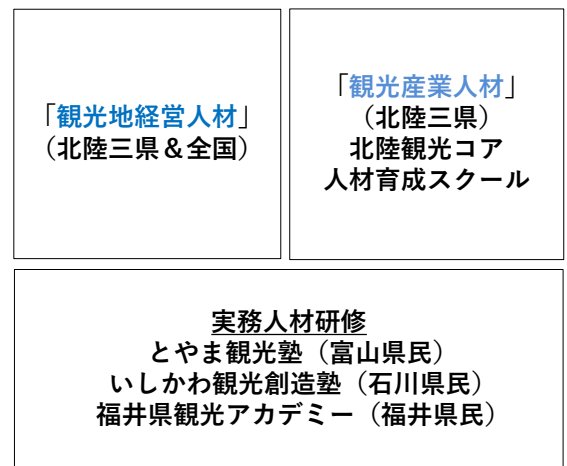 「観光地経営人材」
（北陸三県＆全国）
「観光産業人材」
（北陸三県）
北陸観光コア
人材育成スクール
実務人材研修
とやま観光塾（富山県民）
いしかわ観光創造塾（石川県民）
福井県観光アカデミー（福井県民）